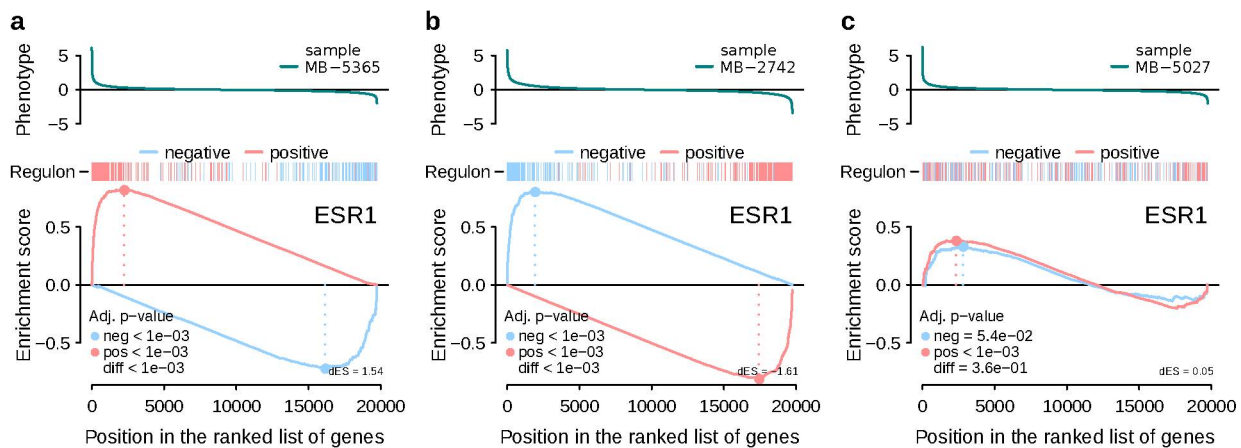 a
Phenotype
5
0
−5
sample
MB−5365
negative
positive
Regulon
Enrichment score
0.5
0.0
−0.5
ESR1
Adj. p−value
neg < 1e−03
pos < 1e−03
diff < 1e−03
dES = 1.54
0
5000
10000
15000
20000
Position in the ranked list of genes
b
Phenotype
5
0
−5
sample
MB−2742
negative
positive
Regulon
Enrichment score
0.5
0.0
−0.5
ESR1
Adj. p−value
neg < 1e−03
pos < 1e−03
diff < 1e−03
dES = −1.61
0
5000
10000
15000
20000
Position in the ranked list of genes
c
Phenotype
5
0
−5
sample
MB−5027
negative
positive
Regulon
Enrichment score
0.5
0.0
−0.5
ESR1
Adj. p−value
neg = 5.4e−02
pos < 1e−03
diff = 3.6e−01
dES = 0.05
0
5000
10000
15000
20000
Position in the ranked list of genes